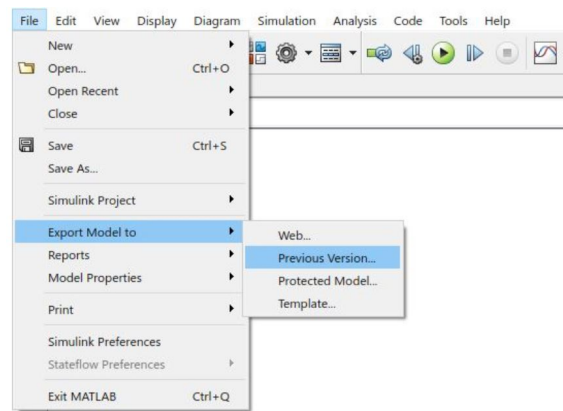 File Edit View Display Diagram Simulation Analysis Code Tools Help
New
Open... Ctrl+O
Open Recent
Close
Save Ctrl+S
Save As...
Simulink Project
Export Model to
Web...
Reports
Previous Version...
Model Properties
Protected Model...
Print
Template...
Simulink Preferences
Stateflow Preferences
Exit MATLAB Ctrl+Q